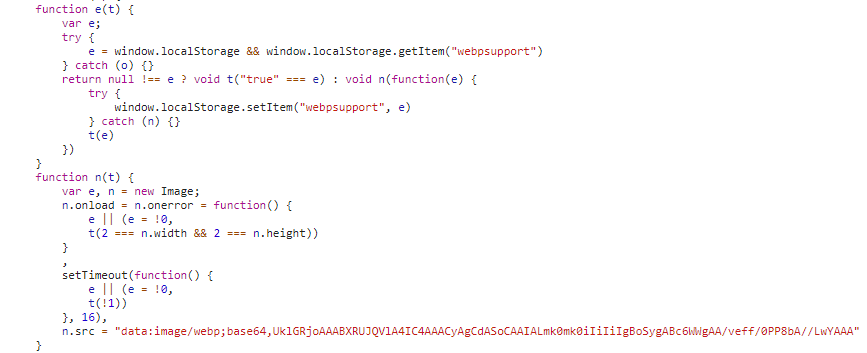 function e(t) {
    var e;
    try {
        e = window.localStorage && window.localStorage.getItem("webpsupport")
    } catch (o) {}
    return null !== e ? void t("true" === e) : void n(function(e) {
        try {
            window.localStorage.setItem("webpsupport", e)
        } catch (n) {}
        t(e)
    })
}
function n(t) {
    var e, n = new Image;
    n.onload = n.onerror = function() {
        e || (e = !0,
        t(2 === n.width && 2 === n.height))
    }
    ,
    setTimeout(function() {
        e || (e = !0,
        t(!1))
    }, 16),
    n.src = "data:image/webp;base64,UklGRjoAAABXRUJQVlA4IC4AAACyAgCdASoCAAIALmk0mk0iIiIiIgBoSygABc6WWgAA/veff/0PP8bA//LwYAAA"
}